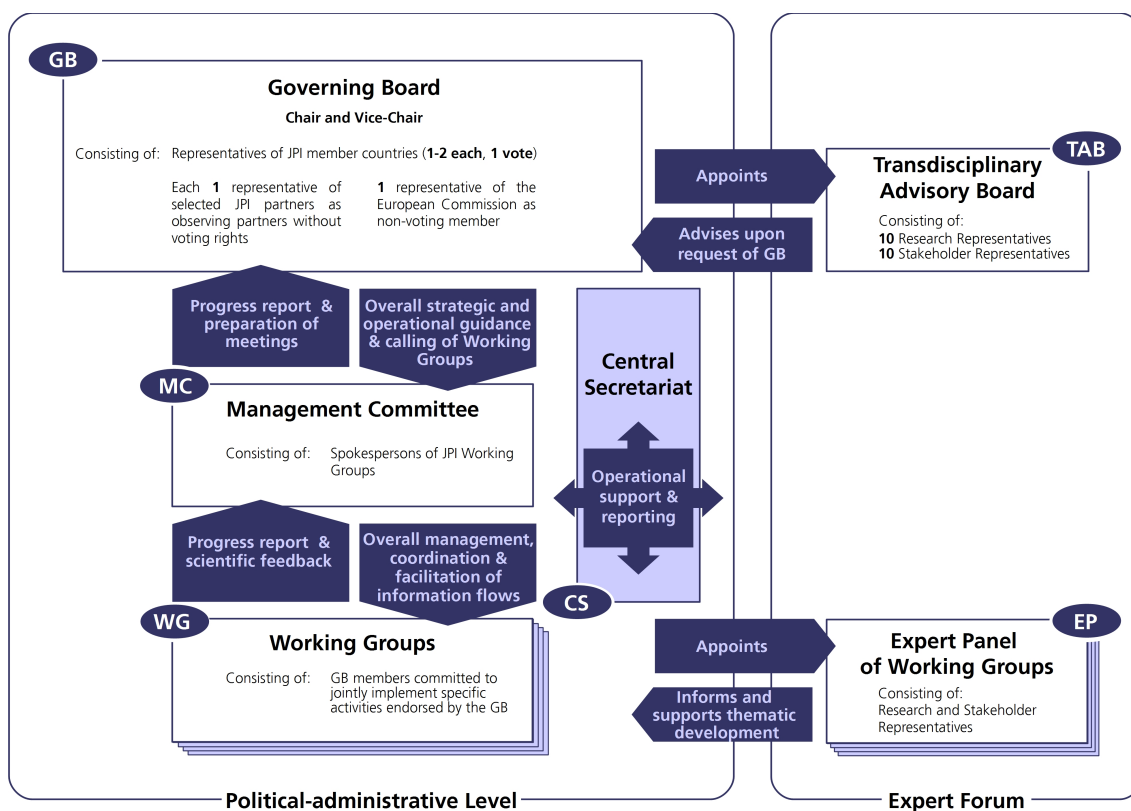 GB
Governing Board
Chair and Vice-Chair
Consisting of: Representatives of JPI member countries (1-2 each, 1 vote)
Each 1 representative of
selected JPI partners as
observing partners without
voting rights
1 representative of the
European Commission as
non-voting member
Appoints
Advises upon
request of GB
TAB
Transdisciplinary
Advisory Board
Consisting of:
10 Research Representatives
10 Stakeholder Representatives
Progress report &
preparation of
meetings
Overall strategic and
operational guidance
& calling of Working
Groups
Central
Secretariat
Operational
support &
reporting
CS
MC
Management Committee
Consisting of: Spokespersons of JPI Working
Groups
Progress report &
scientific feedback
Overall management,
coordination &
facilitation of
information flows
WG
Working Groups
Consisting of: GB members committed to
jointly implement specific
activities endorsed by the GB
Appoints
Informs and
supports thematic
development
EP
Expert Panel
of Working Groups
Consisting of:
Research and Stakeholder
Representatives
Political-administrative Level
Expert Forum